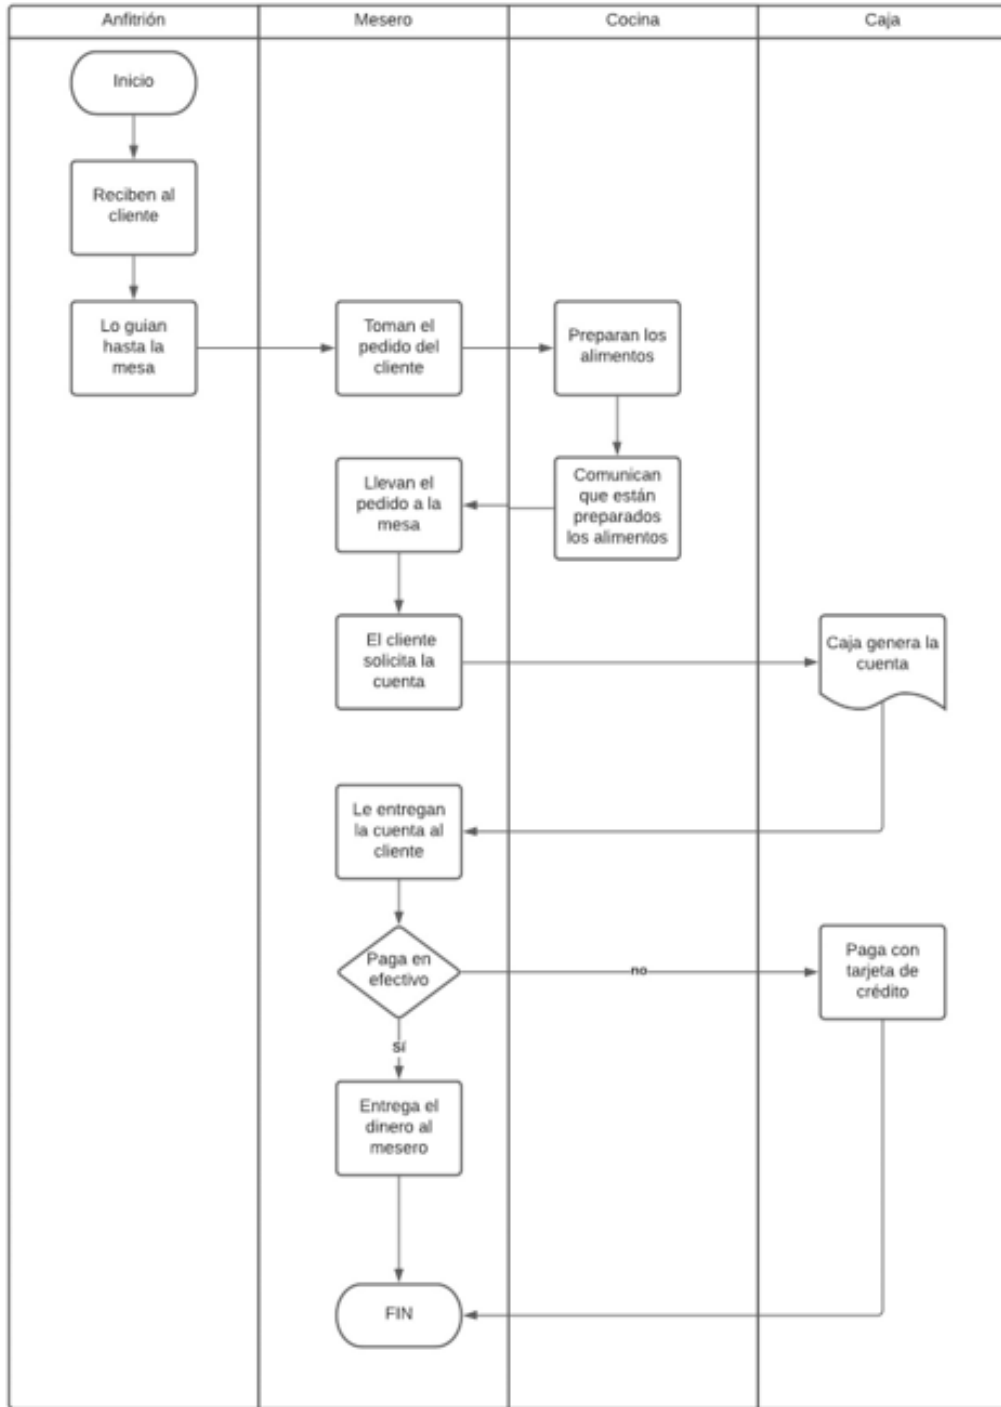 Anfitrión
Mesero
Cocina
Caja
Inicio
Reciben al
cliente
Lo guian
hasta la
mesa
Toman el
pedido del
cliente
Preparan los
alimentos
Llevan el
pedido a la
mesa
Comunican
que están
preparados
los alimentos
El cliente
solicita la
cuenta
Caja genera la
cuenta
Le entregan
la cuenta al
cliente
Paga en
efectivo
no
Paga con
tarjeta de
crédito
Sí
Entrega el
dinero al
mesero
FIN